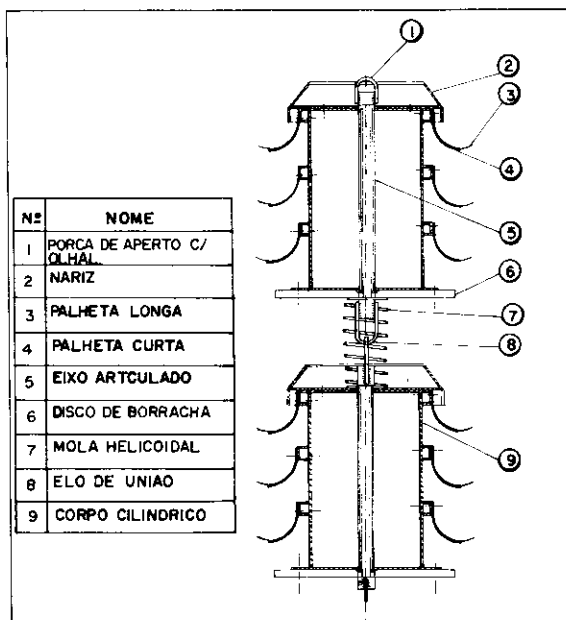 1
2
3
4
5
6
7
8
9
Nº NOME
1 PORCA DE APERTO C/
OLHAL.
2 NARIZ
3 PALHETA LONGA
4 PALHETA CURTA
5 EIXO ARTCULADO
6 DISCO DE BORRACHA
7 MOLA HELICOIDAL
8 ELO DE UNIAO
9 CORPO CILINDRICO